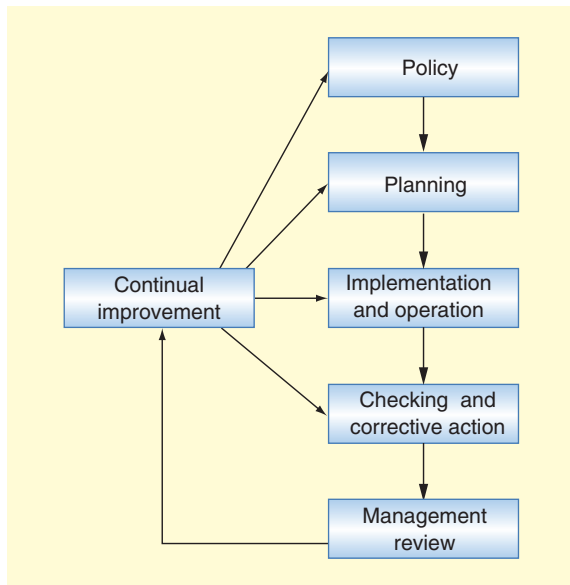 Policy
Planning
Continual
improvement
Implementation
and operation
Checking and
corrective action
Management
review